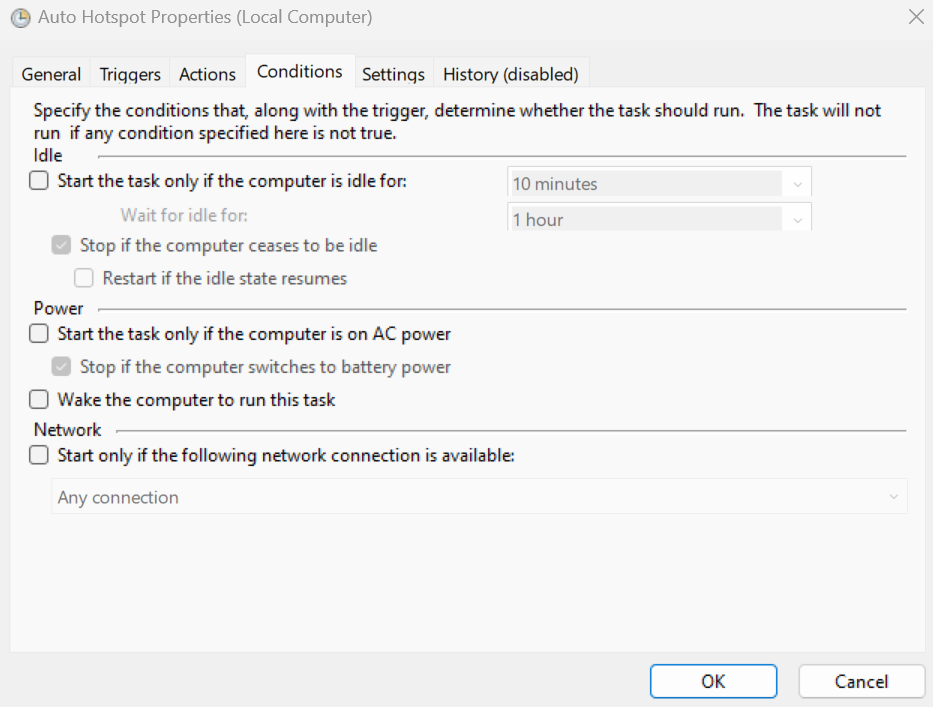 Auto Hotspot Properties (Local Computer)
General Triggers Actions Conditions Settings History (disabled)
Specify the conditions that, along with the trigger, determine whether the task should run.  The task will not
run  if any condition specified here is not true.
Idle
Start the task only if the computer is idle for: 10 minutes
Wait for idle for: 1 hour
Stop if the computer ceases to be idle
Restart if the idle state resumes
Power
Start the task only if the computer is on AC power
Stop if the computer switches to battery power
Wake the computer to run this task
Network
Start only if the following network connection is available:
Any connection
OK Cancel